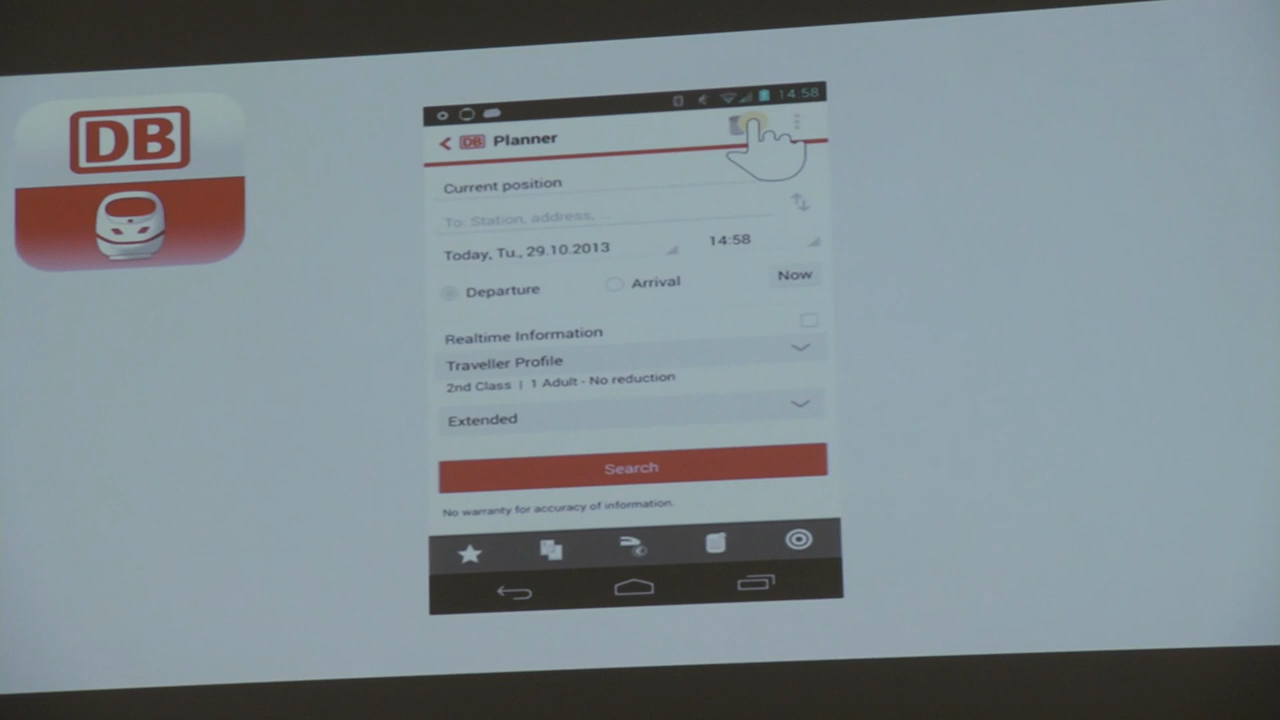 DB
14:58
DB Planner
Current position
To: Station, address, ...
Today, Tu., 29.10.2013 14:58
Departure Arrival Now
Realtime Information
Traveller Profile
2nd Class | 1 Adult - No reduction
Extended
Search
No warranty for accuracy of information.